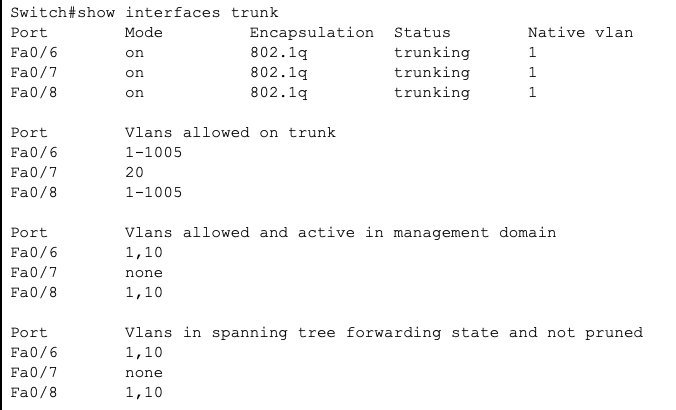 Switch#show interfaces trunk
Port Mode Encapsulation Status Native vlan
Fa0/6 on 802.1q trunking 1
Fa0/7 on 802.1q trunking 1
Fa0/8 on 802.1q trunking 1
Port Vlans allowed on trunk
Fa0/6 1-1005
Fa0/7 20
Fa0/8 1-1005
Port Vlans allowed and active in management domain
Fa0/6 1,10
Fa0/7 none
Fa0/8 1,10
Port Vlans in spanning tree forwarding state and not pruned
Fa0/6 1,10
Fa0/7 none
Fa0/8 1,10